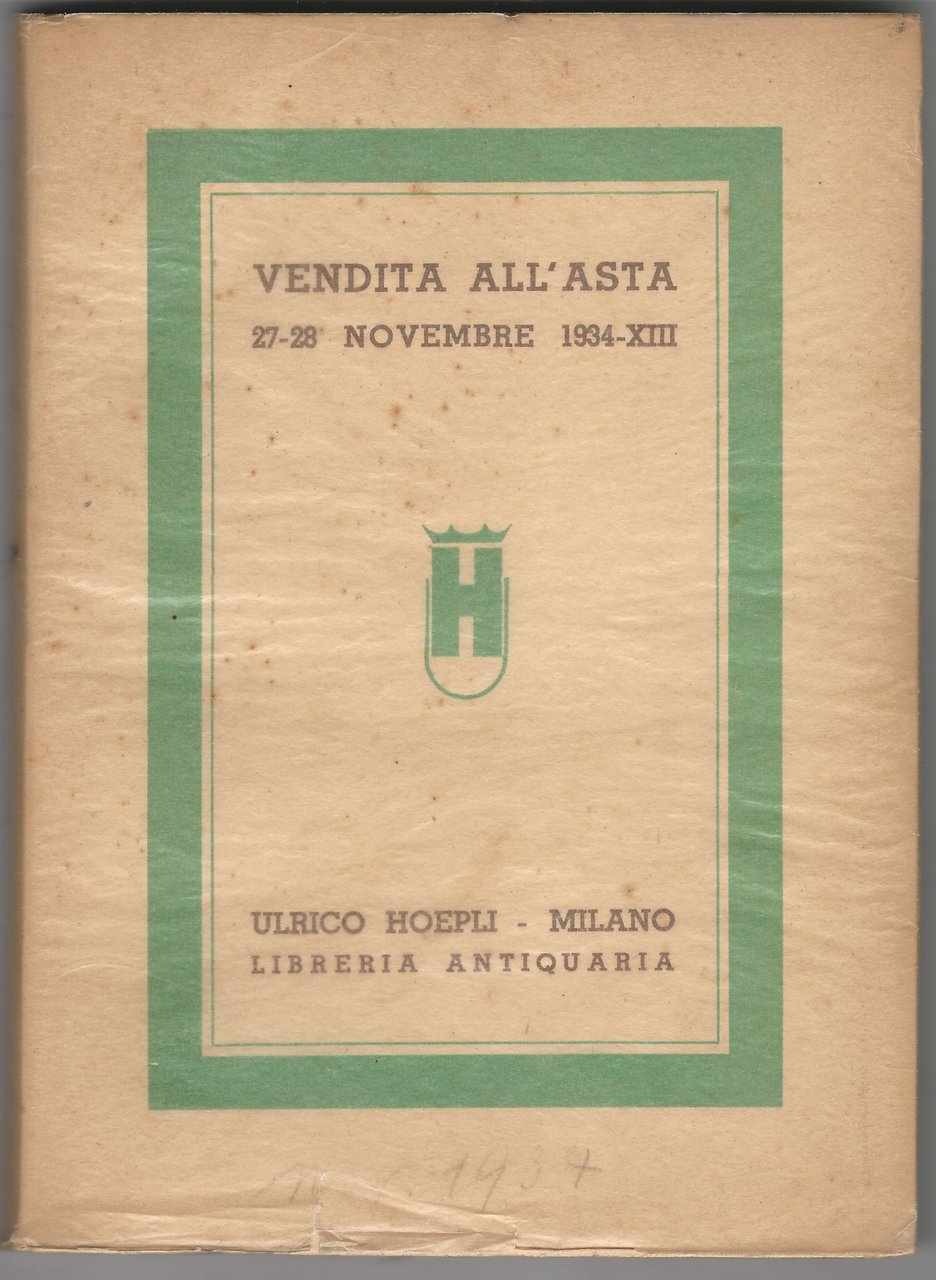 VENDITA ALL'ASTA
27-28 NOVEMBRE 1934-XIII
H
ULRICO HOEPLI - MILANO
LIBRERIA ANTIQUARIA